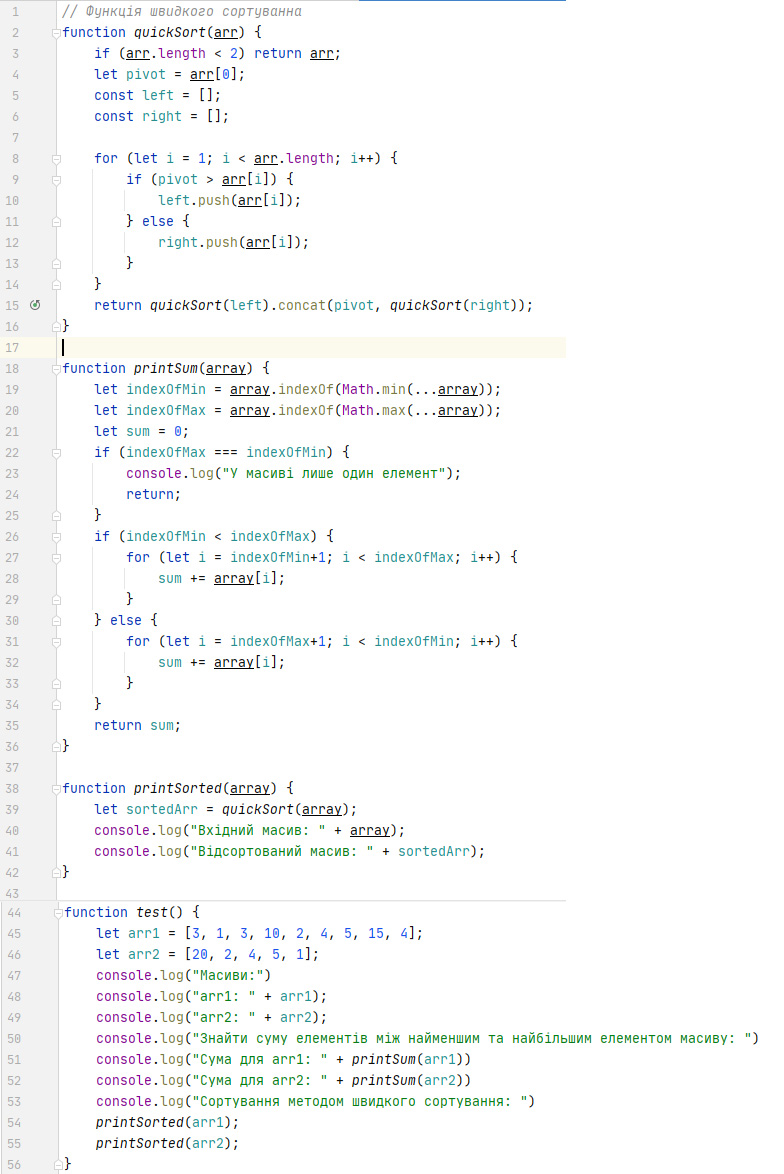 1 // Функція швидкого сортуванна
2 function quickSort(arr) {
3     if (arr.length < 2) return arr;
4     let pivot = arr[0];
5     const left = [];
6     const right = [];
7
8     for (let i = 1; i < arr.length; i++) {
9         if (pivot > arr[i]) {
10             left.push(arr[i]);
11         } else {
12             right.push(arr[i]);
13         }
14     }
15     return quickSort(left).concat(pivot, quickSort(right));
16 }
17
18 function printSum(array) {
19     let indexOfMin = array.indexOf(Math.min(...array));
20     let indexOfMax = array.indexOf(Math.max(...array));
21     let sum = 0;
22     if (indexOfMax === indexOfMin) {
23         console.log("У масиві лише один елемент");
24         return;
25     }
26     if (indexOfMin < indexOfMax) {
27         for (let i = indexOfMin+1; i < indexOfMax; i++) {
28             sum += array[i];
29         }
30     } else {
31         for (let i = indexOfMax+1; i < indexOfMin; i++) {
32             sum += array[i];
33         }
34     }
35     return sum;
36 }
37
38 function printSorted(array) {
39     let sortedArr = quickSort(array);
40     console.log("Вхідний масив: " + array);
41     console.log("Відсортований масив: " + sortedArr);
42 }
43
44 function test() {
45     let arr1 = [3, 1, 3, 10, 2, 4, 5, 15, 4];
46     let arr2 = [20, 2, 4, 5, 1];
47     console.log("Масиви:")
48     console.log("arr1: " + arr1);
49     console.log("arr2: " + arr2);
50     console.log("Знайти суму елементів між найменшим та найбільшим елементом масиву: ")
51     console.log("Сума для arr1: " + printSum(arr1))
52     console.log("Сума для arr2: " + printSum(arr2))
53     console.log("Сортування методом швидкого сортування: ")
54     printSorted(arr1);
55     printSorted(arr2);
56 }